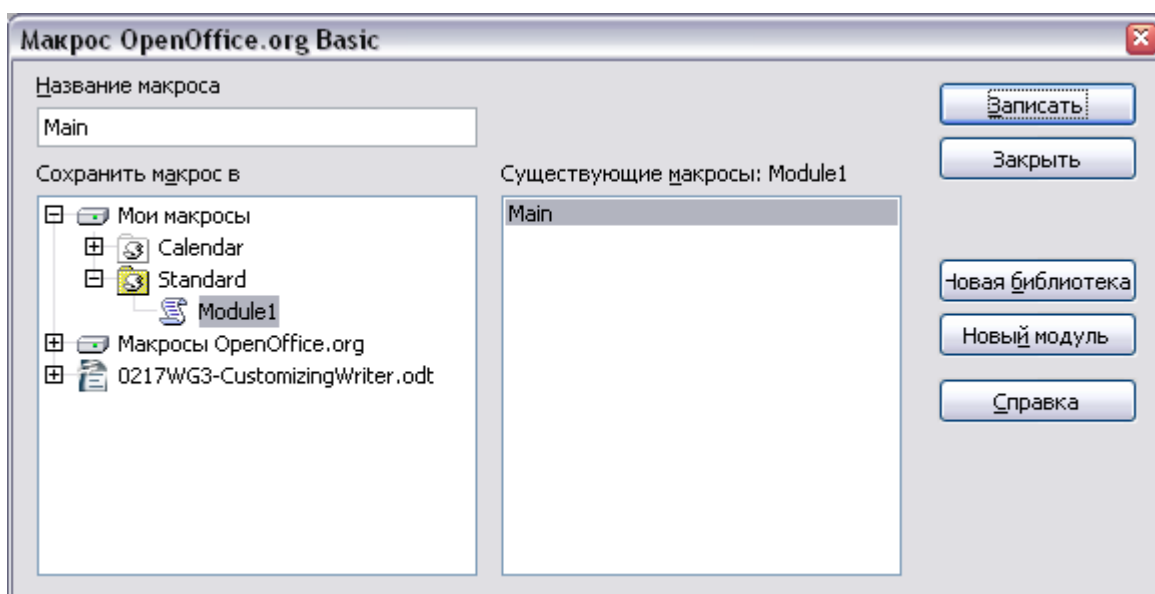 Макрос OpenOffice.org Basic
Название макроса
Main
Сохранить макрос в
Мои макросы
Calendar
Standard
Module1
Макросы OpenOffice.org
0217WG3-CustomizingWriter.odt
Существующие макросы: Module1
Main
Записать
Закрыть
Новая библиотека
Новый модуль
Справка